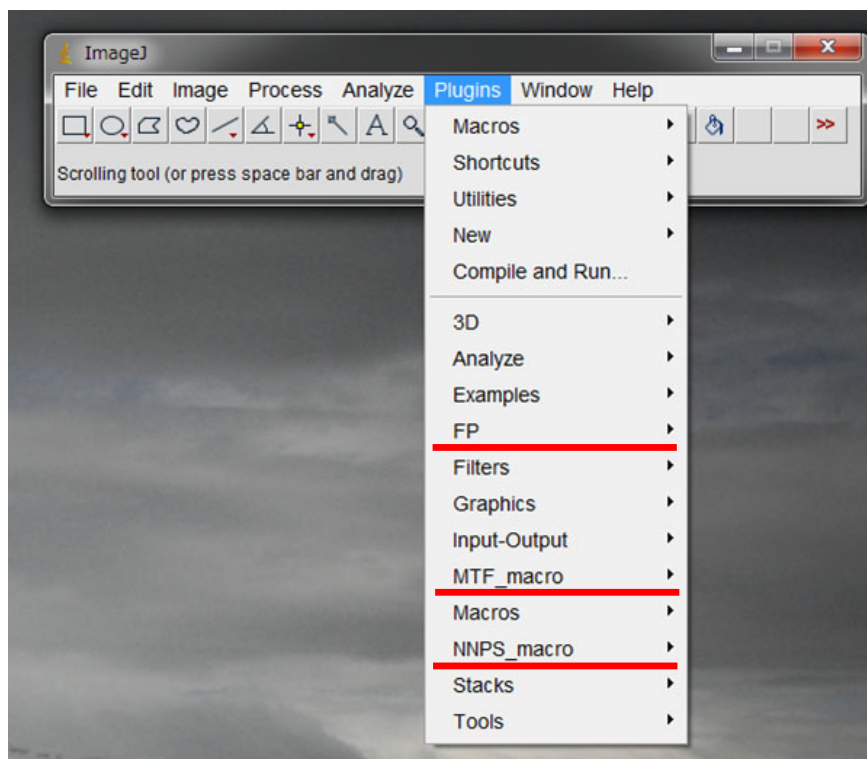 ImageJ
File Edit Image Process Analyze Plugins Window Help
A >>
Scrolling tool (or press space bar and drag)
Macros
Shortcuts
Utilities
New
Compile and Run...
3D
Analyze
Examples
FP
Filters
Graphics
Input-Output
MTF_macro
Macros
NNPS_macro
Stacks
Tools